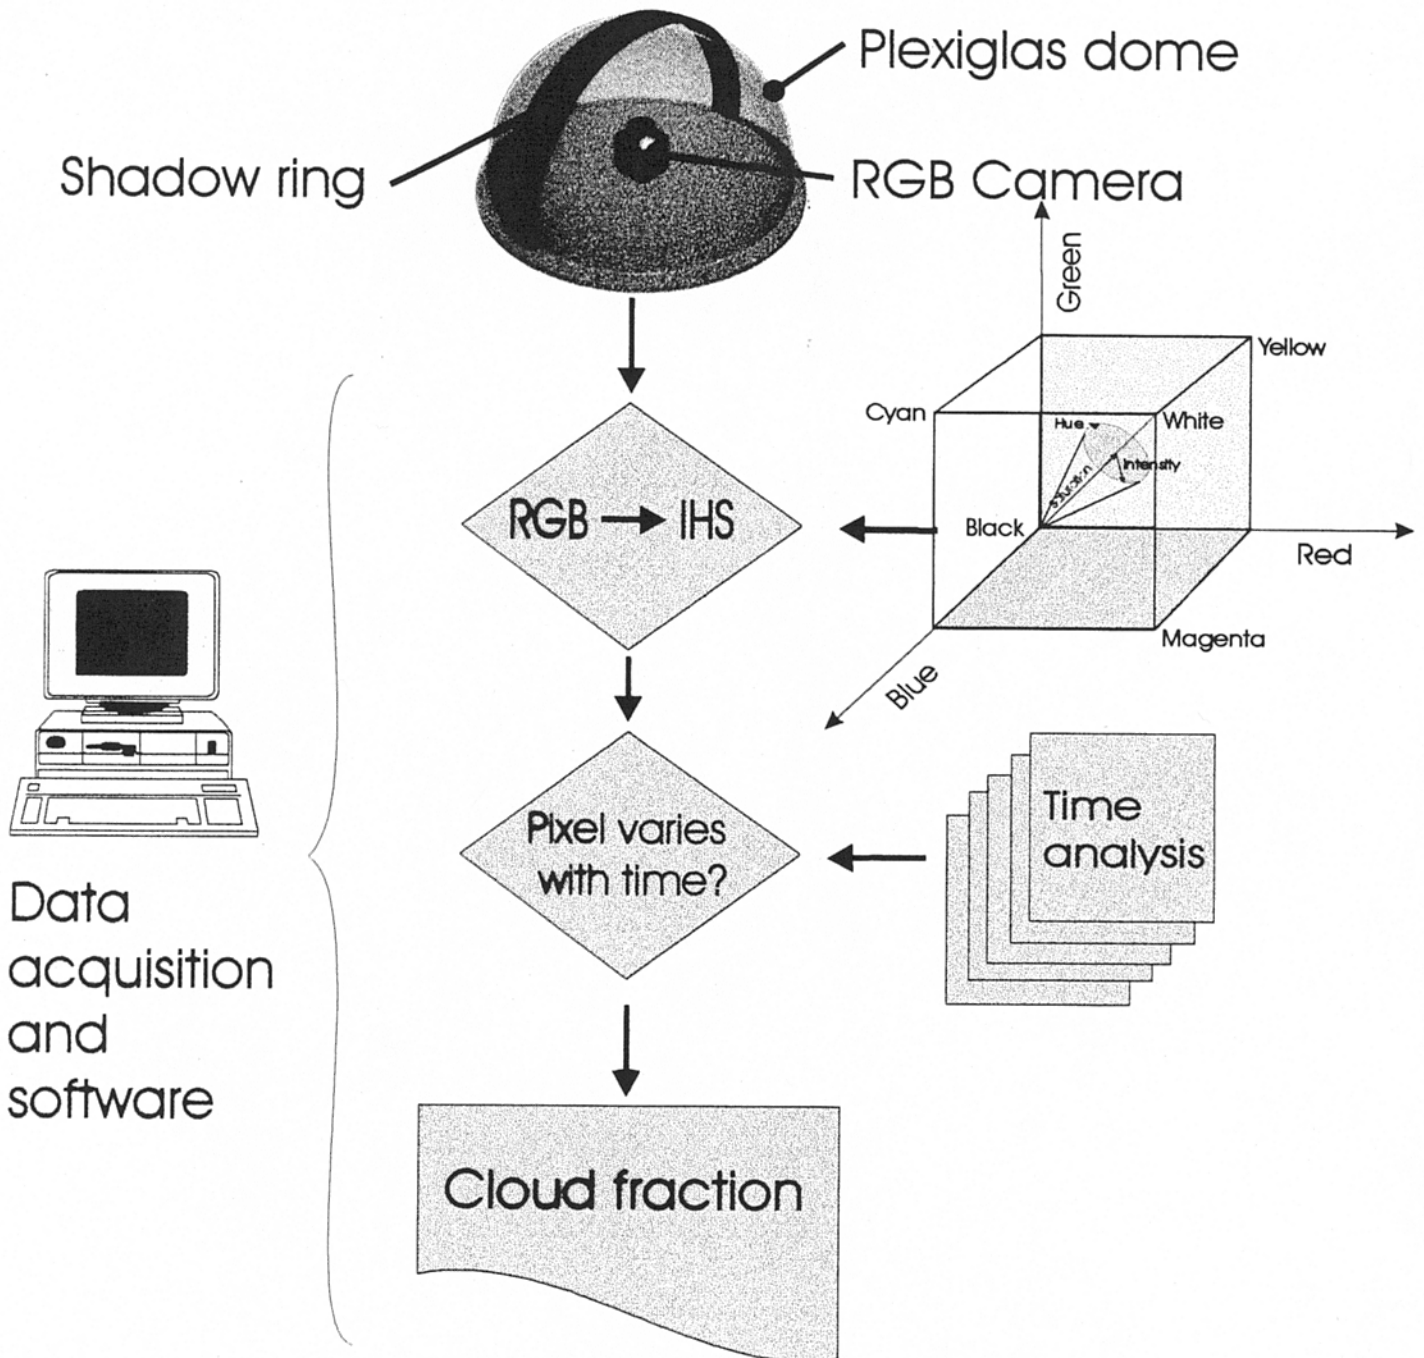 Plexiglas dome
Shadow ring
RGB Camera
Green
Yellow
Cyan
White
Hue
Intensity
Saturation
RGB → IHS
Black
Red
Magenta
Blue
Pixel varies
with time?
Time
analysis
Data
acquisition
and
software
Cloud fraction